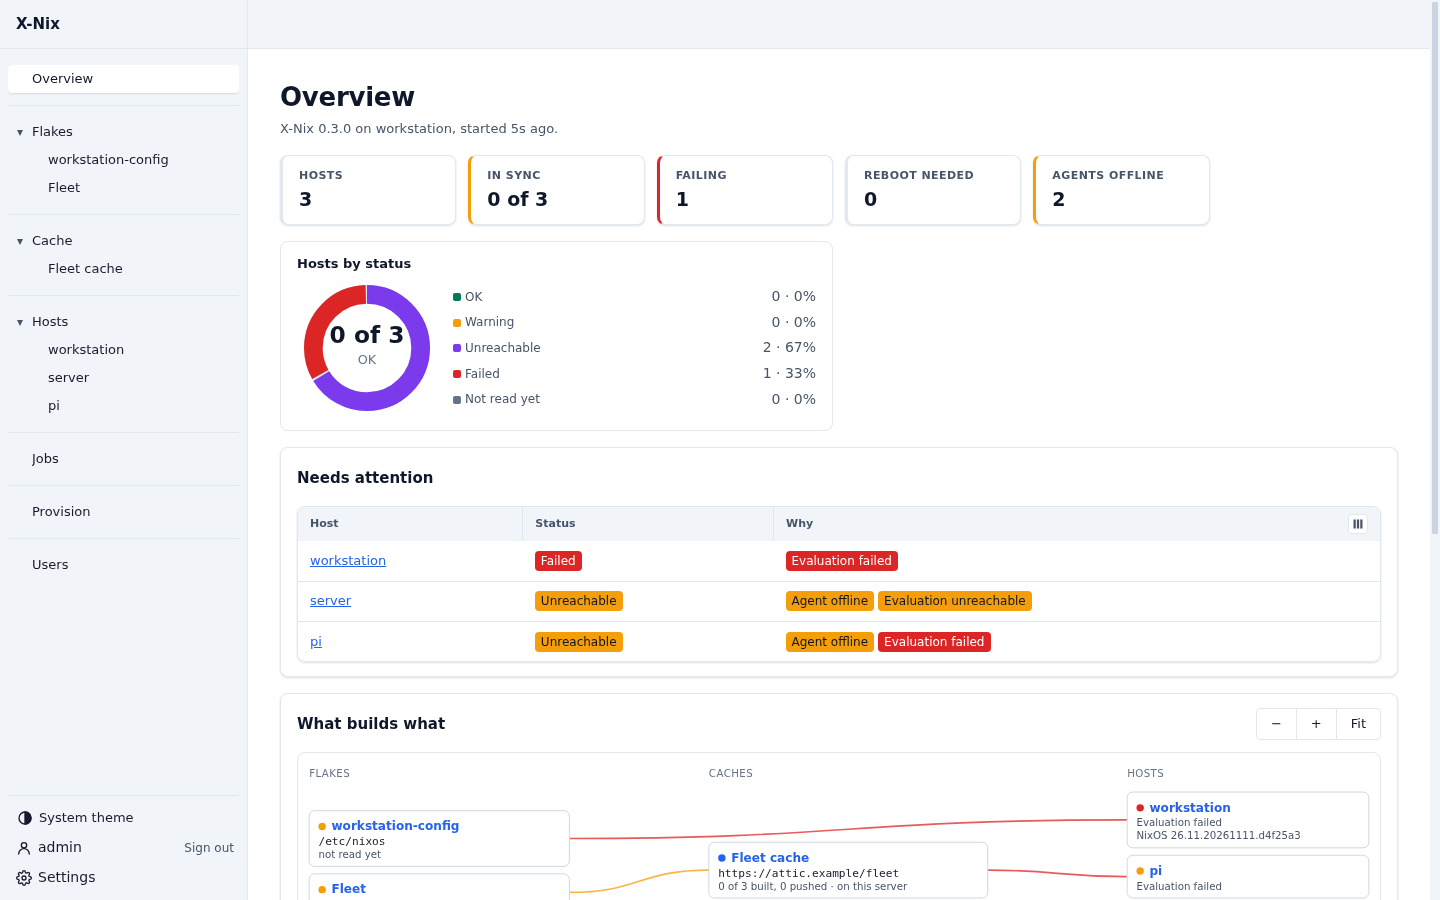 X-Nix
Overview
▾ Flakes
workstation-config
Fleet
▾ Cache
Fleet cache
▾ Hosts
workstation
server
pi
Jobs
Provision
Users
System theme
admin Sign out
Settings
Overview
X-Nix 0.3.0 on workstation, started 5s ago.
HOSTS
3
IN SYNC
0 of 3
FAILING
1
REBOOT NEEDED
0
AGENTS OFFLINE
2
Hosts by status
0 of 3
OK
OK 0 · 0%
Warning 0 · 0%
Unreachable 2 · 67%
Failed 1 · 33%
Not read yet 0 · 0%
Needs attention
Host Status Why
workstation Failed Evaluation failed
server Unreachable Agent offline Evaluation unreachable
pi Unreachable Agent offline Evaluation failed
What builds what
− + Fit
FLAKES CACHES HOSTS
workstation-config
/etc/nixos
not read yet
Fleet
Fleet cache
https://attic.example/fleet
0 of 3 built, 0 pushed · on this server
workstation
Evaluation failed
NixOS 26.11.20261111.d4f25a3
pi
Evaluation failed